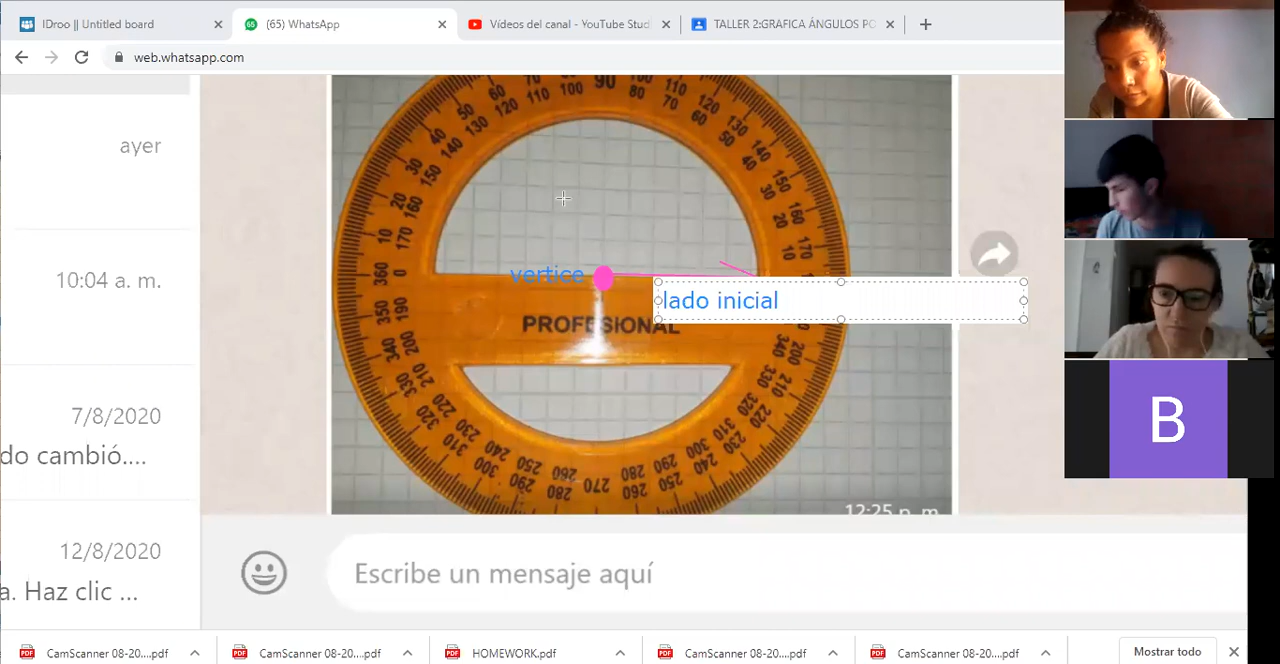 IDroo || Untitled board
(65) WhatsApp
Vídeos del canal - YouTube Stud
TALLER 2:GRAFICA ÁNGULOS PO
web.whatsapp.com
ayer
10:04 a. m.
7/8/2020
do cambió....
12/8/2020
a. Haz clic ...
vertice
lado inicial
PROFESIONAL
12:25 p. m.
B
Escribe un mensaje aquí
CamScanner 08-20....pdf
CamScanner 08-20....pdf
HOMEWORK.pdf
CamScanner 08-20....pdf
CamScanner 08-20....pdf
Mostrar todo